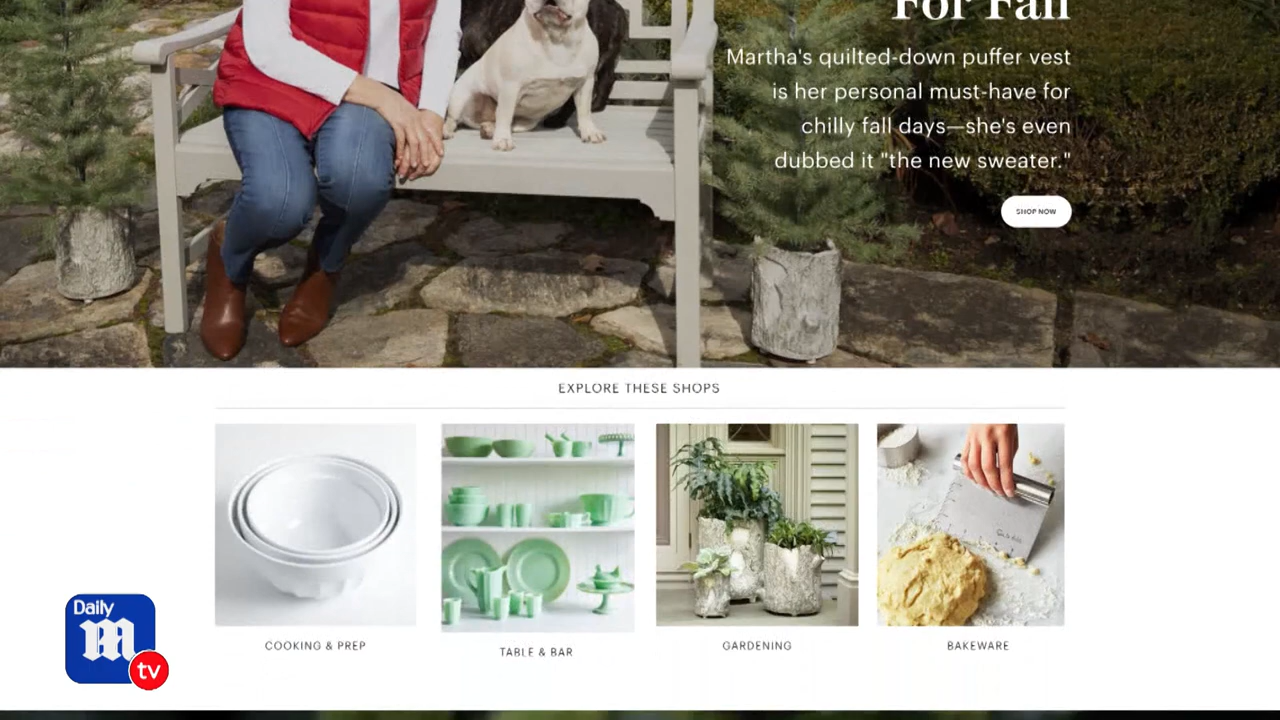 For Fall
Martha's quilted-down puffer vest
is her personal must-have for
chilly fall days—she's even
dubbed it "the new sweater."
SHOP NOW
EXPLORE THESE SHOPS
COOKING & PREP
TABLE & BAR
GARDENING
BAKEWARE
Daily
m
tv